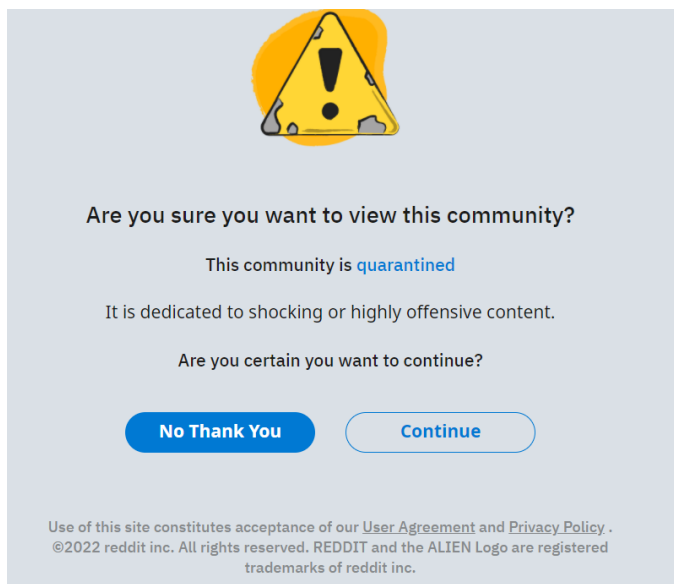 Are you sure you want to view this community?
This community is quarantined
It is dedicated to shocking or highly offensive content.
Are you certain you want to continue?
No Thank You
Continue
Use of this site constitutes acceptance of our User Agreement and Privacy Policy .
©2022 reddit inc. All rights reserved. REDDIT and the ALIEN Logo are registered
trademarks of reddit inc.